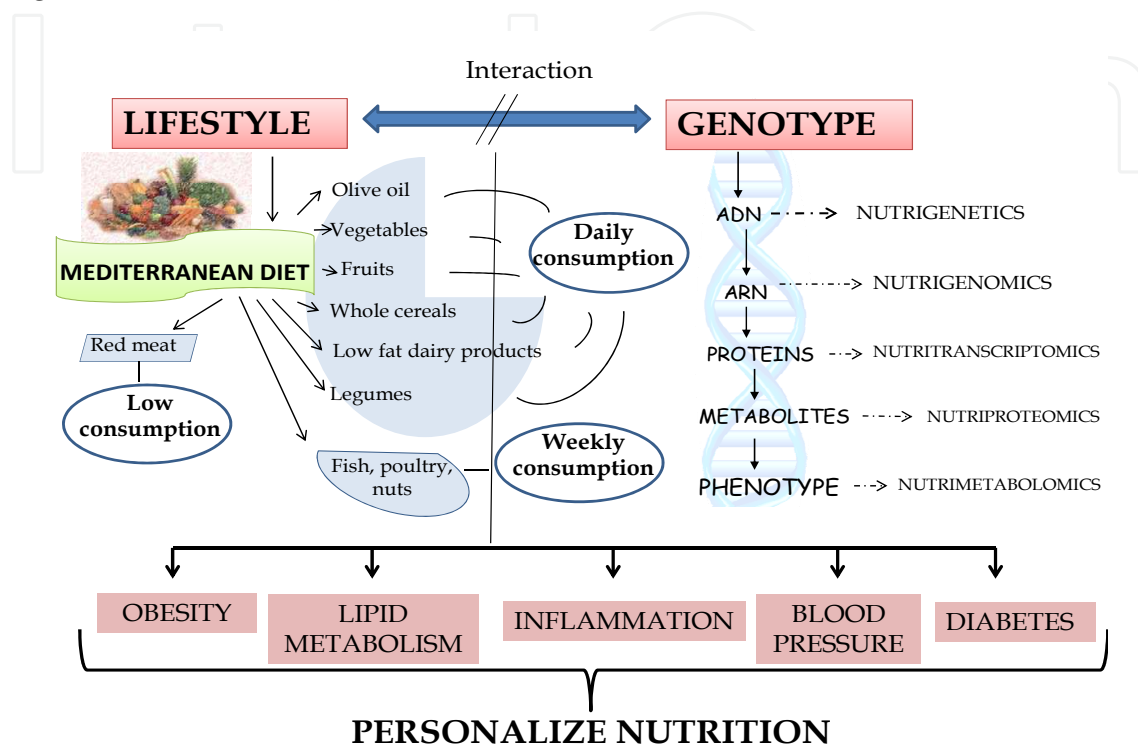 Interaction
LIFESTYLE
GENOTYPE
MEDITERRANEAN DIET
Olive oil
Vegetables
Fruits
Whole cereals
Low fat dairy products
Legumes
Fish, poultry,
nuts
Red meat
Low
consumption
Daily
consumption
Weekly
consumption
ADN
NUTRIGENETICS
ARN
NUTRIGENOMICS
PROTEINS
NUTRITRANSCRIPTOMICS
METABOLITES
NUTRIPROTEOMICS
PHENOTYPE
NUTRIMETABOLOMICS
OBESITY
LIPID
METABOLISM
INFLAMMATION
BLOOD
PRESSURE
DIABETES
PERSONALIZE NUTRITION